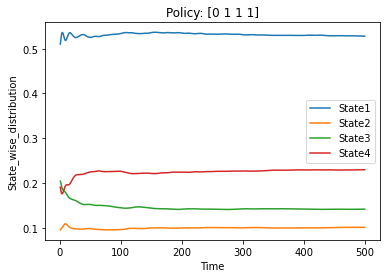 Policy: [0 1 1 1]
State_wise_distribution
0.5
0.4
0.3
0.2
0.1
State1
State2
State3
State4
0 100 200 300 400 500
Time